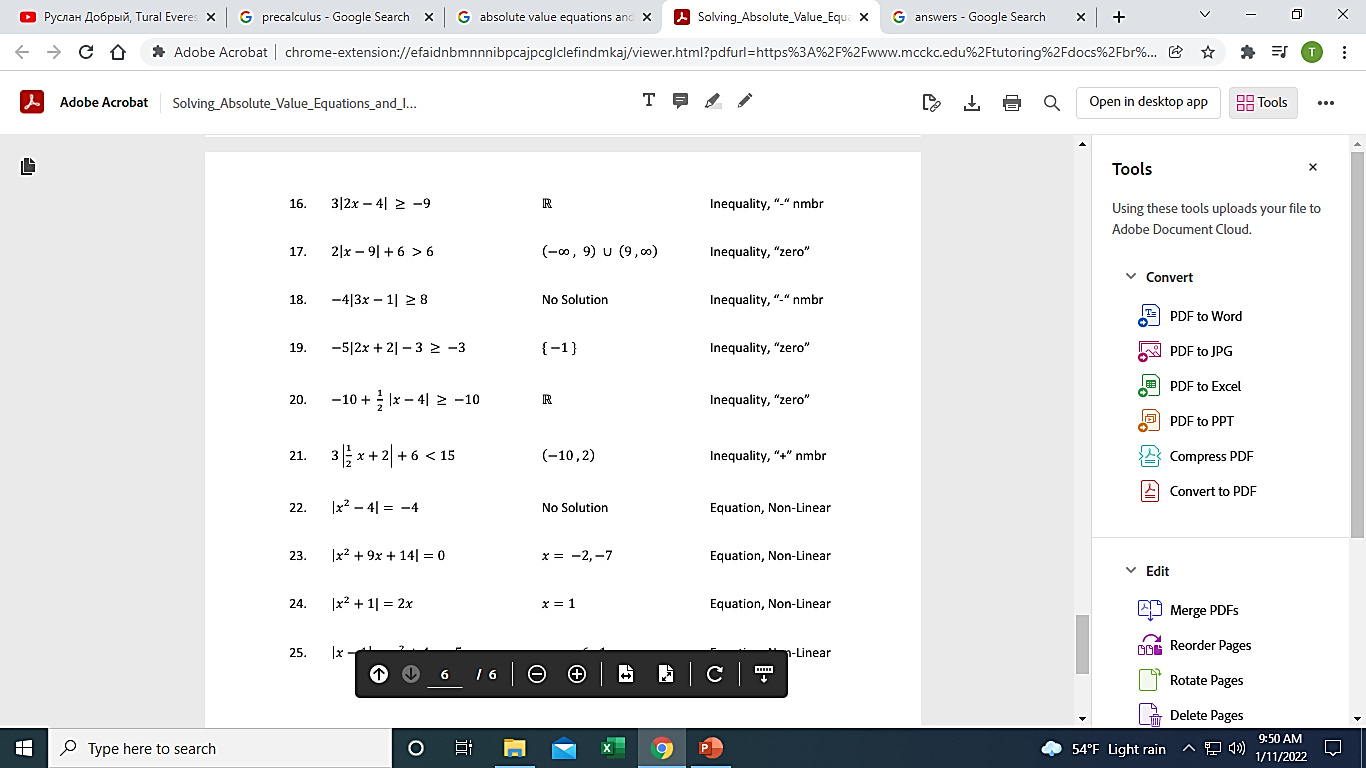 Руслан Добрый, Tural Everes
precalculus - Google Search
absolute value equations and
Solving_Absolute_Value_Equa
answers - Google Search
Adobe Acrobat | chrome-extension://efaidnbmnnnibpcajpcglclefindmkaj/viewer.html?pdfurl=https%3A%2F%2Fwww.mcckc.edu%2Ftutoring%2Fdocs%2Fbr%...
T
Adobe Acrobat
Solving_Absolute_Value_Equations_and_I...
Open in desktop app
Tools
16. 3|2x − 4| ≥ −9 ℝ Inequality, “-“ nmbr
17. 2|x − 9| + 6 > 6 (−∞ , 9) ∪ (9 , ∞) Inequality, “zero”
18. −4|3x − 1| ≥ 8 No Solution Inequality, “-“ nmbr
19. −5|2x + 2| − 3 ≥ −3 { −1 } Inequality, “zero”
20. −10 + 1/2 |x − 4| ≥ −10 ℝ Inequality, “zero”
21. 3 |1/2 x + 2| + 6 < 15 (−10 , 2) Inequality, “+” nmbr
22. |x² − 4| = −4 No Solution Equation, Non-Linear
23. |x² + 9x + 14| = 0 x = −2, −7 Equation, Non-Linear
24. |x² + 1| = 2x x = 1 Equation, Non-Linear
25. |x − n-Linear
6 / 6
Tools
Using these tools uploads your file to
Adobe Document Cloud.
Convert
PDF to Word
PDF to JPG
PDF to Excel
PDF to PPT
Compress PDF
Convert to PDF
Edit
Merge PDFs
Reorder Pages
Rotate Pages
Delete Pages
Type here to search
54°F Light rain
9:50 AM
1/11/2022